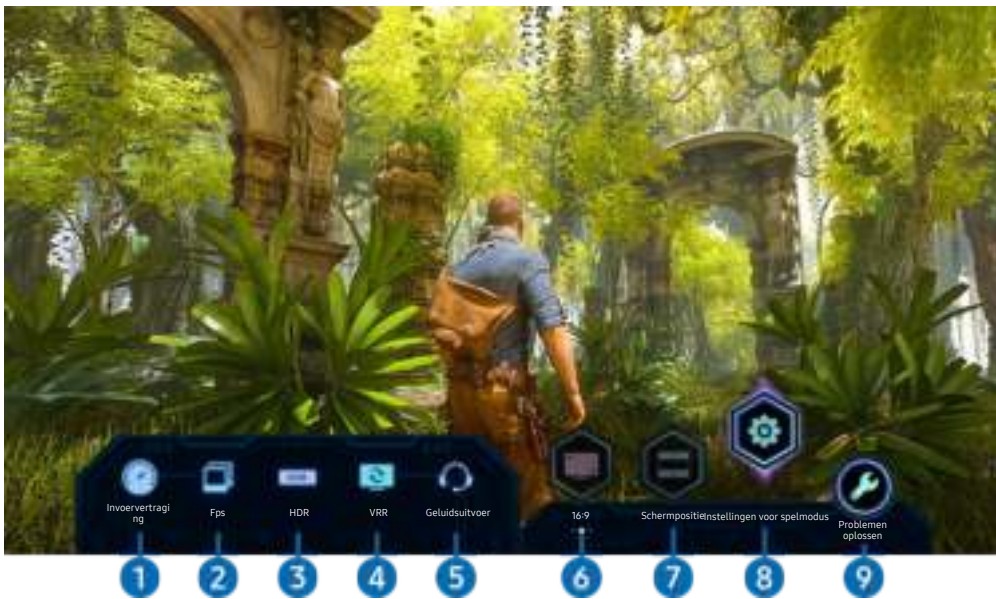 Invoervertragi
ng
Fps
HDR
VRR
Geluidsuitvoer
16:9
Schermpositie
Instellingen voor spelmodus
Problemen
oplossen
1 2 3 4 5 6 7 8 9